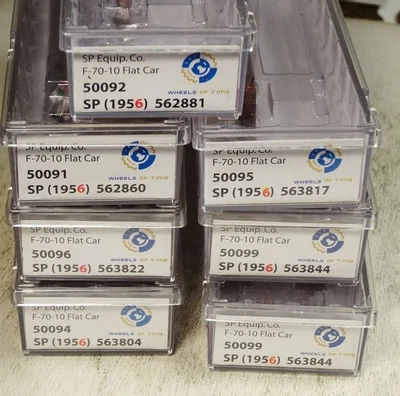 SP Equip. Co.
F-70-10 Flat Car
50092
SP (1956) 562881
WHEELS OF TIME
SP Equip. Co.
F-70-10 Flat Car
50091
SP (1956) 562860
WHEELS OF TIME
SP Equip. Co.
F-70-10 Flat Car
50095
SP (1956) 563817
WHEELS OF TIME
SP Equip. Co.
F-70-10 Flat Car
50096
SP (1956) 563822
WHEELS OF TIME
SP Equip. Co.
F-70-10 Flat Car
50099
SP (1956) 563844
WHEELS OF TIME
SP Equip. Co.
F-70-10 Flat Car
50094
SP (1956) 563804
WHEELS OF TIME
SP Equip. Co.
F-70-10 Flat Car
50099
SP (1956) 563844
WHEELS OF TIME